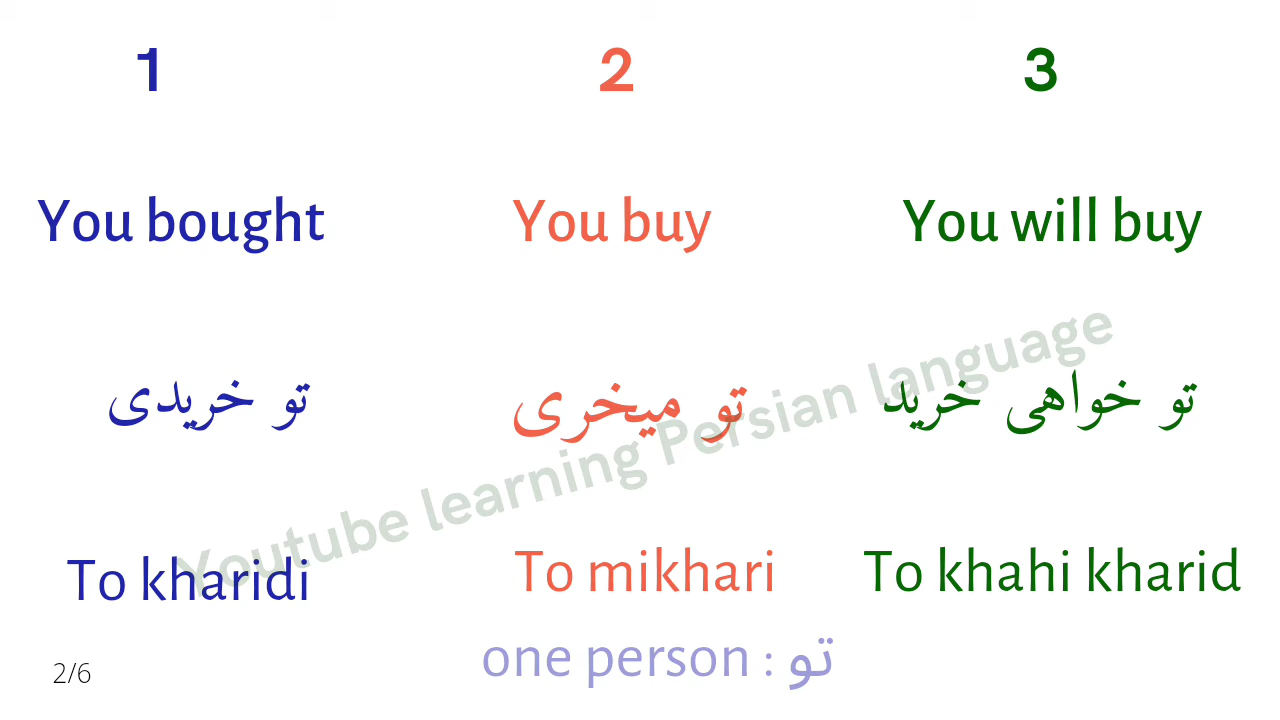 1 2 3
You bought You buy You will buy
تو خریدی تو میخری تو خواهی خرید
Youtube learning Persian language
To kharidi To mikhari To khahi kharid
one person : تو
2/6